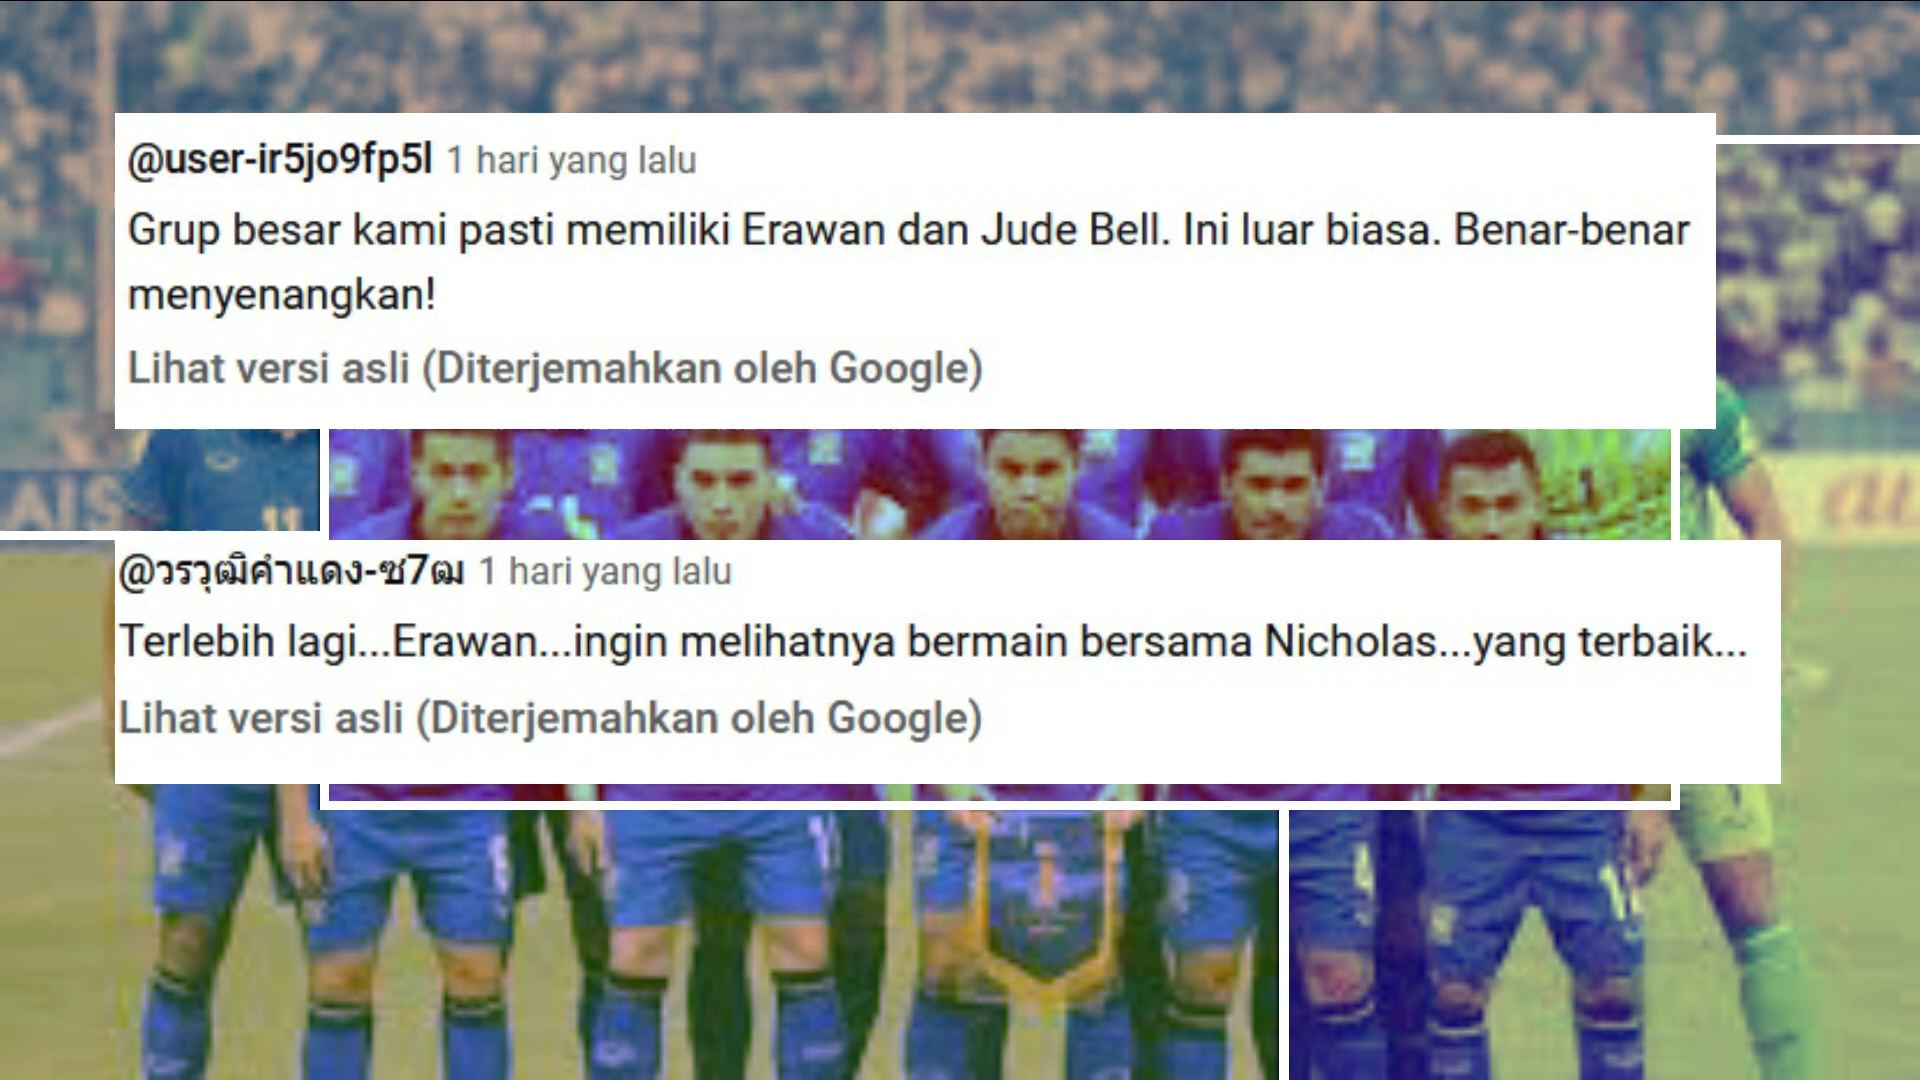 @user-ir5jo9fp5l 1 hari yang lalu
Grup besar kami pasti memiliki Erawan dan Jude Bell. Ini luar biasa. Benar-benar
menyenangkan!
Lihat versi asli (Diterjemahkan oleh Google)
AIS
11
@วรวุฒิคำแดง-ซ7ฒ 1 hari yang lalu
Terlebih lagi...Erawan...ingin melihatnya bermain bersama Nicholas...yang terbaik...
Lihat versi asli (Diterjemahkan oleh Google)